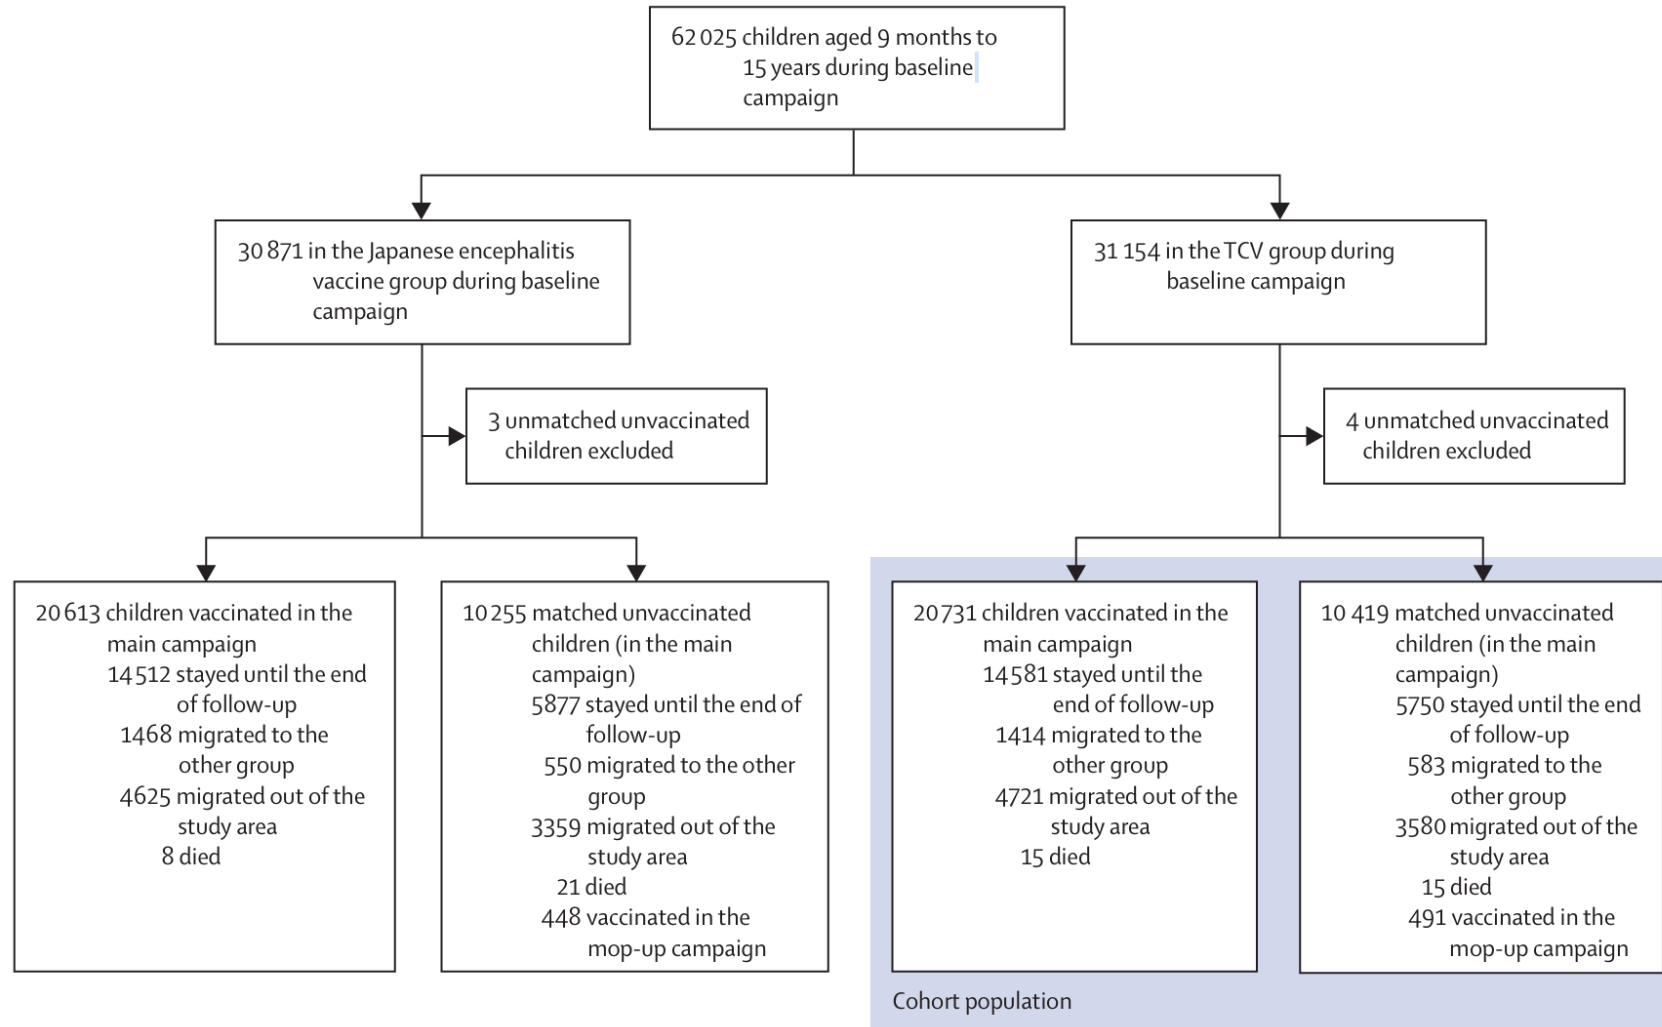 62 025 children aged 9 months to
15 years during baseline
campaign
30 871 in the Japanese encephalitis
vaccine group during baseline
campaign
31 154 in the TCV group during
baseline campaign
3 unmatched unvaccinated
children excluded
4 unmatched unvaccinated
children excluded
20 613 children vaccinated in the
main campaign
14 512 stayed until the end
of follow-up
1468 migrated to the
other group
4625 migrated out of the
study area
8 died
10 255 matched unvaccinated
children (in the main
campaign)
5877 stayed until the end of
follow-up
550 migrated to the other
group
3359 migrated out of the
study area
21 died
448 vaccinated in the
mop-up campaign
20 731 children vaccinated in the
main campaign
14 581 stayed until the
end of follow-up
1414 migrated to the
other group
4721 migrated out of the
study area
15 died
10 419 matched unvaccinated
children (in the main
campaign)
5750 stayed until the end
of follow-up
583 migrated to the
other group
3580 migrated out of the
study area
15 died
491 vaccinated in the
mop-up campaign
Cohort population